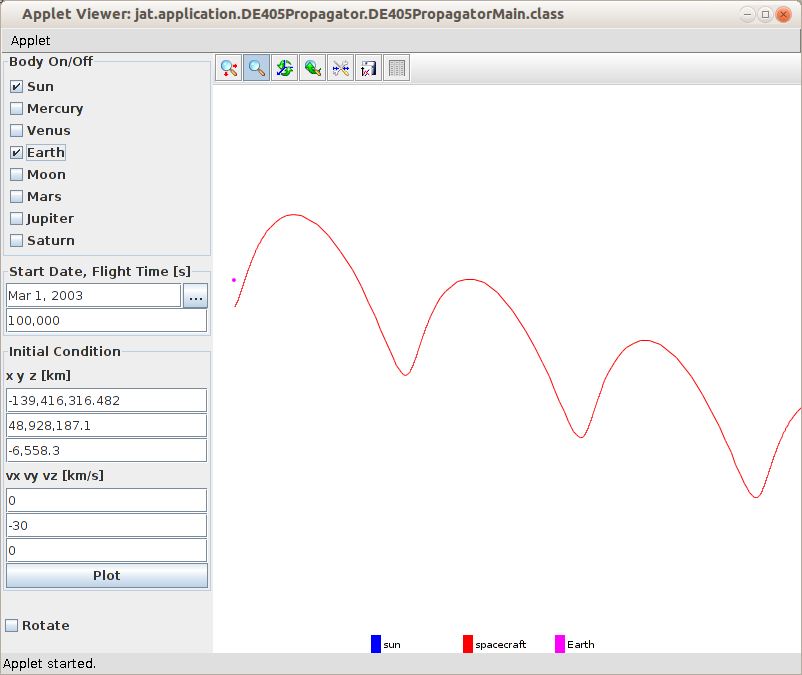 Applet Viewer: jat.application.DE405Propagator.DE405PropagatorMain.class
Applet
Body On/Off
Sun
Mercury
Venus
Earth
Moon
Mars
Jupiter
Saturn
Start Date, Flight Time [s]
Mar 1, 2003
...
100,000
Initial Condition
x y z [km]
-139,416,316.482
48,928,187.1
-6,558.3
vx vy vz [km/s]
0
-30
0
Plot
Rotate
sun spacecraft Earth
Applet started.